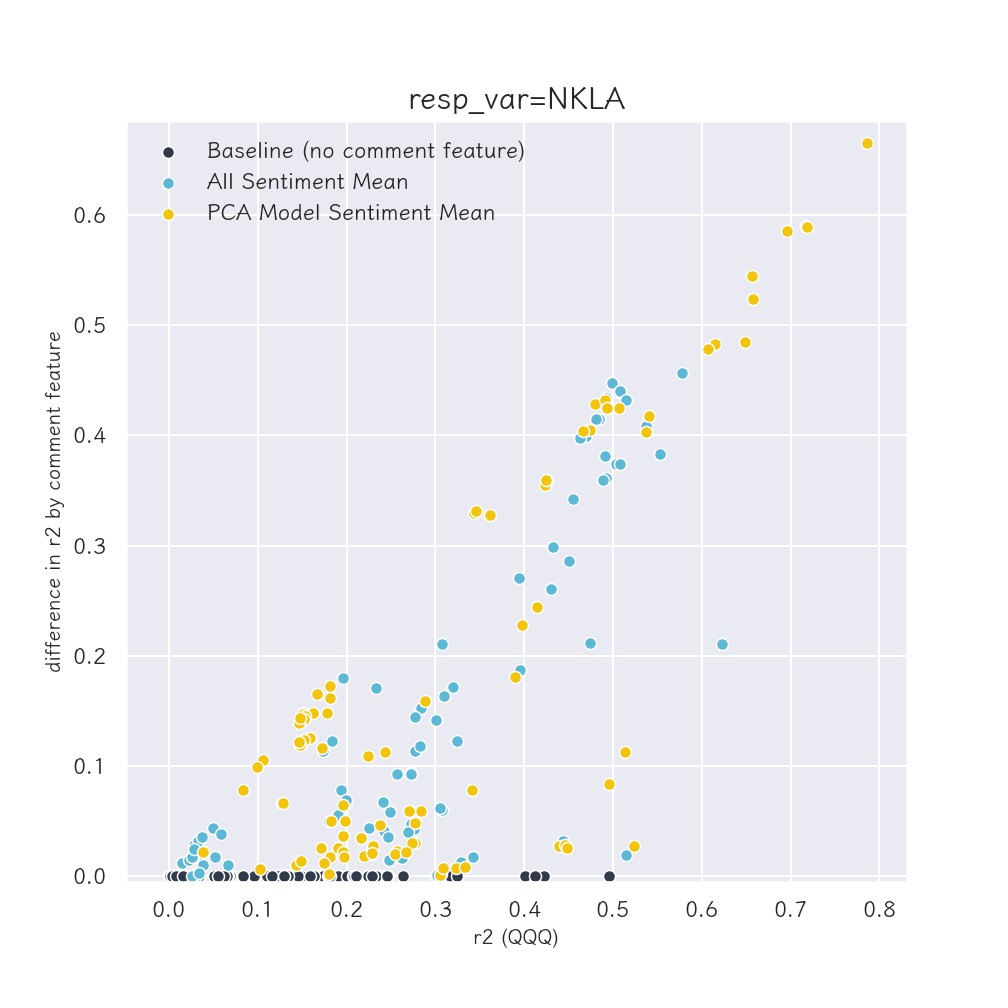 resp_var=NKLA
Baseline (no comment feature)
All Sentiment Mean
PCA Model Sentiment Mean
difference in r2 by comment feature
0.6
0.5
0.4
0.3
0.2
0.1
0.0
0.0 0.1 0.2 0.3 0.4 0.5 0.6 0.7 0.8
r2 (QQQ)